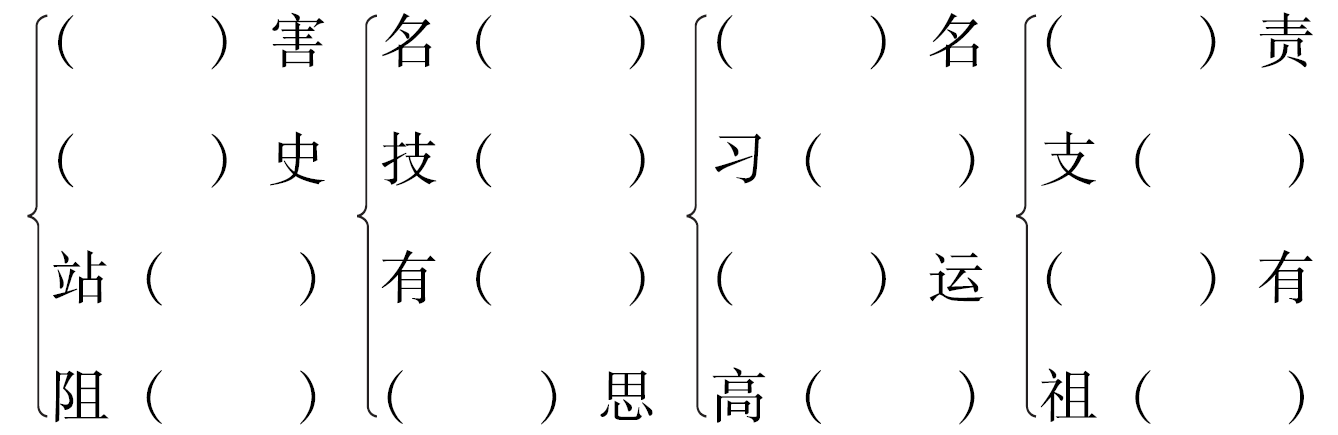 （ ）害 名（ ） （ ）名 （ ）责
（ ）史 技（ ） 习（ ） 支（ ）
站（ ） 有（ ） （ ）运 （ ）有
阻（ ） （ ）思 高（ ） 祖（ ）